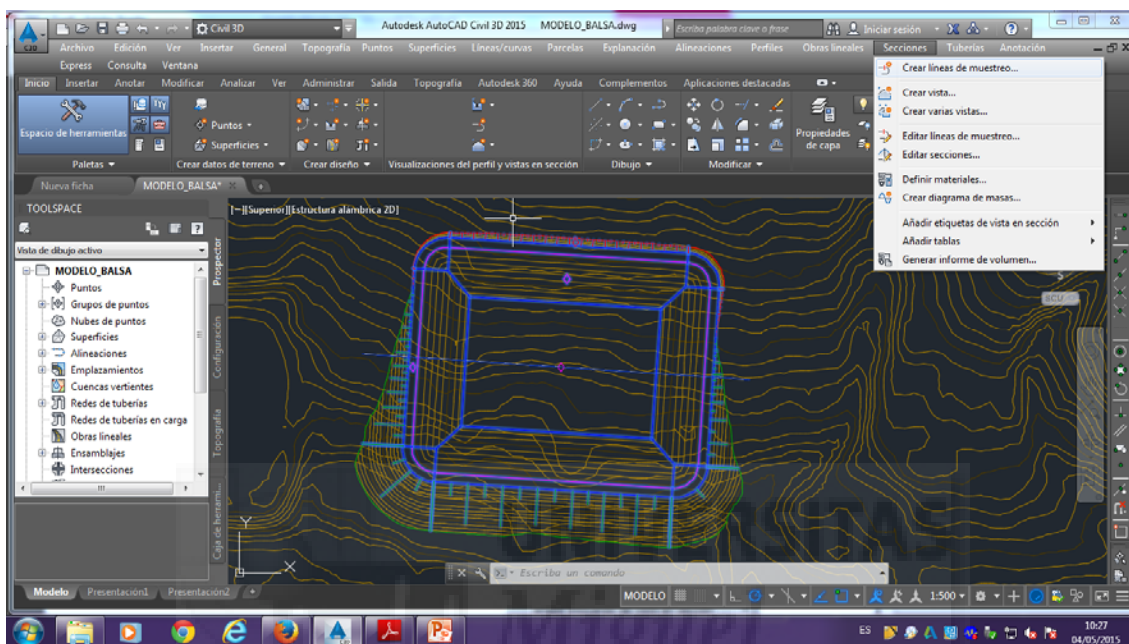 Autodesk AutoCAD Civil 3D 2015 MODELO_BALSA.dwg
Civil 3D
Escriba palabra clave o frase
Iniciar sesión
C3D
Archivo Edición Ver Insertar General Topografía Puntos Superficies Líneas/curvas Parcelas Explanación Alineaciones Perfiles Obras lineales Secciones Tuberías Anotación
Express Consulta Ventana
Inicio Insertar Anotar Modificar Analizar Ver Administrar Salida Topografía Autodesk 360 Ayuda Complementos Aplicaciones destacadas
Espacio de herramientas
Puntos
Superficies
Propiedades de capa
Paletas
Crear datos de terreno
Crear diseño
Visualizaciones del perfil y vistas en sección
Dibujo
Modificar
Crear líneas de muestreo...
Crear vista...
Crear varias vistas...
Editar líneas de muestreo...
Editar secciones...
Definir materiales...
Crear diagrama de masas...
Añadir etiquetas de vista en sección
Añadir tablas
Generar informe de volumen...
Nueva ficha
MODELO_BALSA*
TOOLSPACE
Vista de dibujo activo
MODELO_BALSA
Puntos
Grupos de puntos
Nubes de puntos
Superficies
Alineaciones
Emplazamientos
Cuencas vertientes
Redes de tuberías
Redes de tuberías en carga
Obras lineales
Ensamblajes
Intersecciones
Prospector
Configuración
Topografía
Caja de herrami...
[−][Superior][Estructura alámbrica 2D]
S
SCU
Y
X
UNIVERSITAS
Escriba un comando
Modelo Presentación1 Presentación2
MODELO
1:500
ES
10:27
04/05/2015